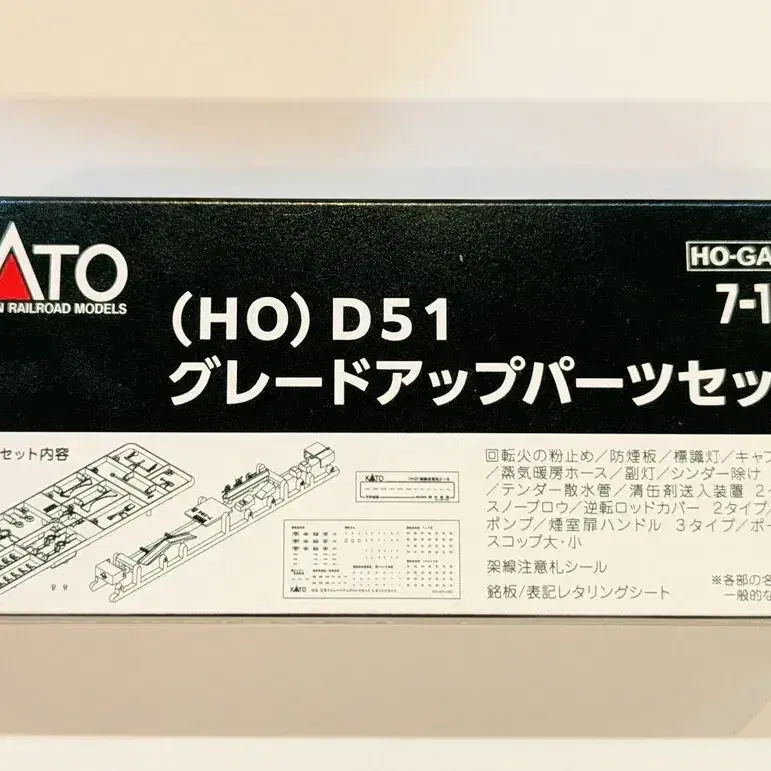 KATO
N RAILROAD MODELS
HO-GA
7-1
(HO) D51
グレードアップパーツセッ
セット内容
回転火の粉止め/防煙板/標識灯/キャブ
/蒸気暖房ホース/副灯/シンダー除け
/テンダー散水管/清缶剤送入装置 2
スノープロウ/逆転ロッドカバー 2タイプ/
ポンプ/煙室扉ハンドル 3タイプ/ボー
スコップ大・小
架線注意札シール
銘板/表記レタリングシート
※各部の名
一般的な
KATO
KATO